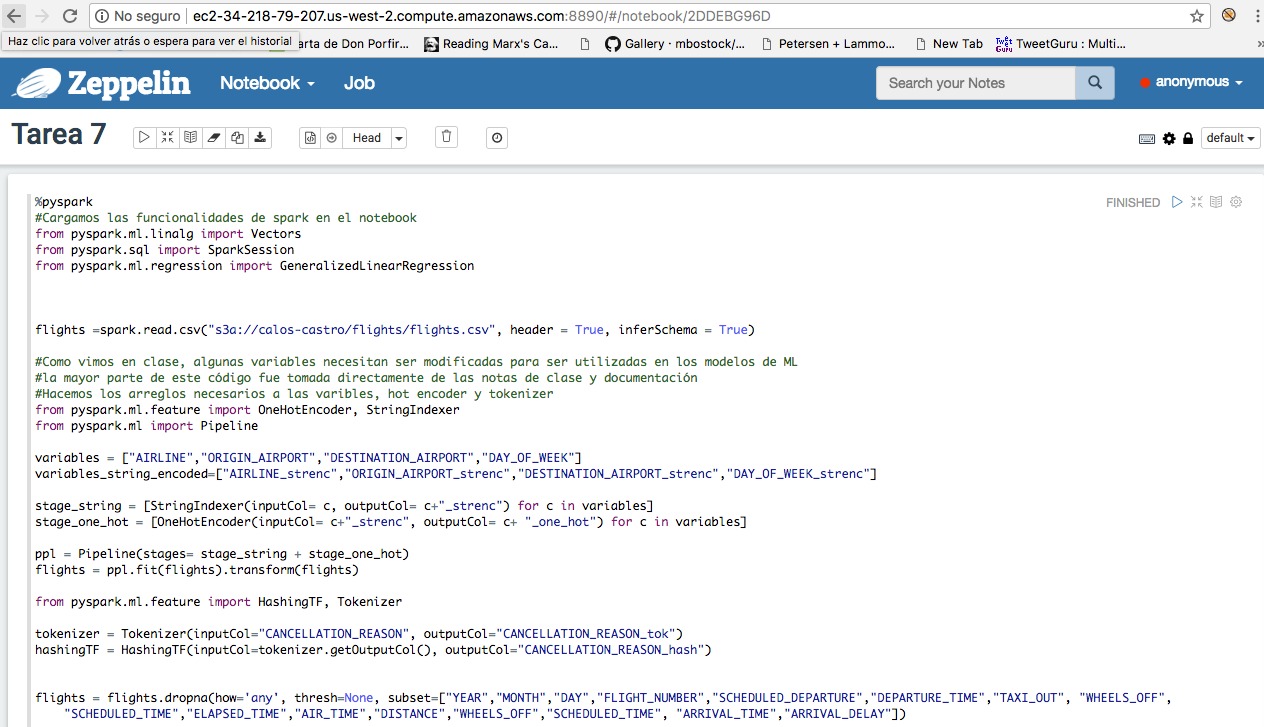 No seguro | ec2-34-218-79-207.us-west-2.compute.amazonaws.com:8890/#/notebook/2DDEBG96D
Haz clic para volver atrás o espera para ver el historial arta de Don Porfir... Reading Marx's Ca... Gallery · mbostock/... Petersen + Lammo... New Tab TweetGuru : Multi... »
Zeppelin Notebook Job Search your Notes anonymous
Tarea 7 Head default
%pyspark FINISHED
#Cargamos las funcionalidades de spark en el notebook
from pyspark.ml.linalg import Vectors
from pyspark.sql import SparkSession
from pyspark.ml.regression import GeneralizedLinearRegression
flights =spark.read.csv("s3a://calos-castro/flights/flights.csv", header = True, inferSchema = True)
#Como vimos en clase, algunas variables necesitan ser modificadas para ser utilizadas en los modelos de ML
#la mayor parte de este código fue tomada directamente de las notas de clase y documentación
#Hacemos los arreglos necesarios a las varibles, hot encoder y tokenizer
from pyspark.ml.feature import OneHotEncoder, StringIndexer
from pyspark.ml import Pipeline
variables = ["AIRLINE","ORIGIN_AIRPORT","DESTINATION_AIRPORT","DAY_OF_WEEK"]
variables_string_encoded=["AIRLINE_strenc","ORIGIN_AIRPORT_strenc","DESTINATION_AIRPORT_strenc","DAY_OF_WEEK_strenc"]
stage_string = [StringIndexer(inputCol= c, outputCol= c+"_strenc") for c in variables]
stage_one_hot = [OneHotEncoder(inputCol= c+"_strenc", outputCol= c+ "_one_hot") for c in variables]
ppl = Pipeline(stages= stage_string + stage_one_hot)
flights = ppl.fit(flights).transform(flights)
from pyspark.ml.feature import HashingTF, Tokenizer
tokenizer = Tokenizer(inputCol="CANCELLATION_REASON", outputCol="CANCELLATION_REASON_tok")
hashingTF = HashingTF(inputCol=tokenizer.getOutputCol(), outputCol="CANCELLATION_REASON_hash")
flights = flights.dropna(how='any', thresh=None, subset=["YEAR","MONTH","DAY","FLIGHT_NUMBER","SCHEDULED_DEPARTURE","DEPARTURE_TIME","TAXI_OUT", "WHEELS_OFF",
"SCHEDULED_TIME","ELAPSED_TIME","AIR_TIME","DISTANCE","WHEELS_OFF","SCHEDULED_TIME", "ARRIVAL_TIME","ARRIVAL_DELAY"])